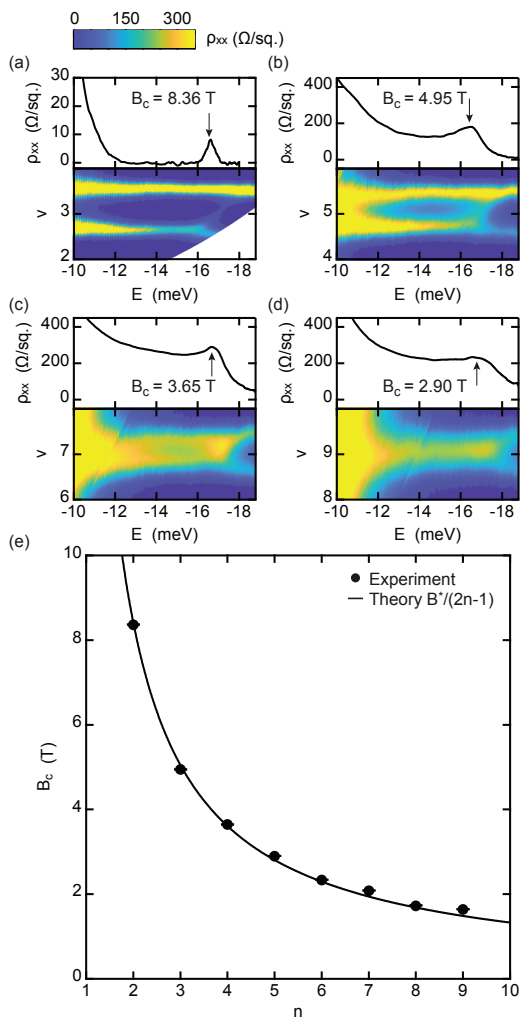 0 150 300
ρxx (Ω/sq.)
(a)
30
20
10
0
ρxx (Ω/sq.)
Bc = 8.36 T
ν
3
2
-10 -12 -14 -16 -18
E (meV)
(b)
400
200
0
ρxx (Ω/sq.)
Bc = 4.95 T
ν
5
4
-10 -12 -14 -16 -18
E (meV)
(c)
400
200
0
ρxx (Ω/sq.)
Bc = 3.65 T
ν
7
6
-10 -12 -14 -16 -18
E (meV)
(d)
400
200
0
ρxx (Ω/sq.)
Bc = 2.90 T
ν
9
8
-10 -12 -14 -16 -18
E (meV)
(e)
10
8
6
4
2
0
Bc (T)
Experiment
Theory B*/(2n-1)
1 2 3 4 5 6 7 8 9 10
n